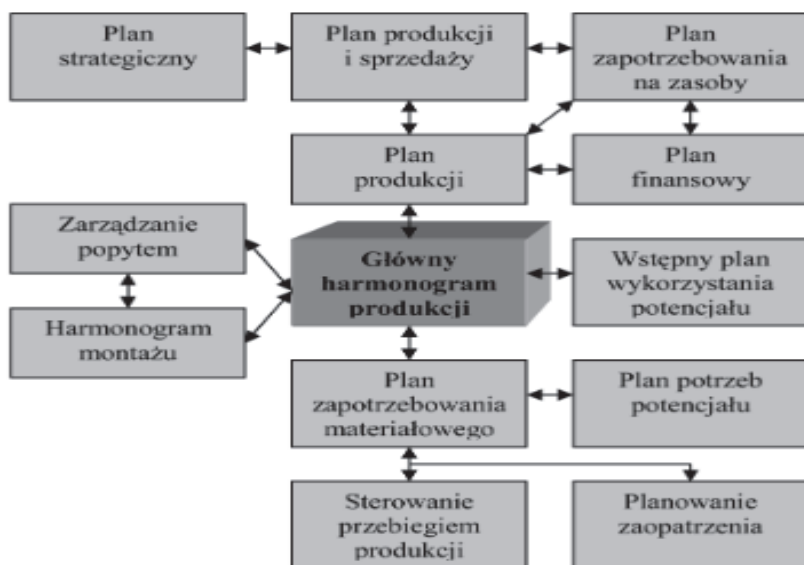 Plan
strategiczny
Plan produkcji
i sprzedaży
Plan
zapotrzebowania
na zasoby
Plan
produkcji
Plan
finansowy
Zarządzanie
popytem
Główny
harmonogram
produkcji
Wstępny plan
wykorzystania
potencjału
Harmonogram
montażu
Plan
zapotrzebowania
materiałowego
Plan potrzeb
potencjału
Sterowanie
przebiegiem
produkcji
Planowanie
zaopatrzenia